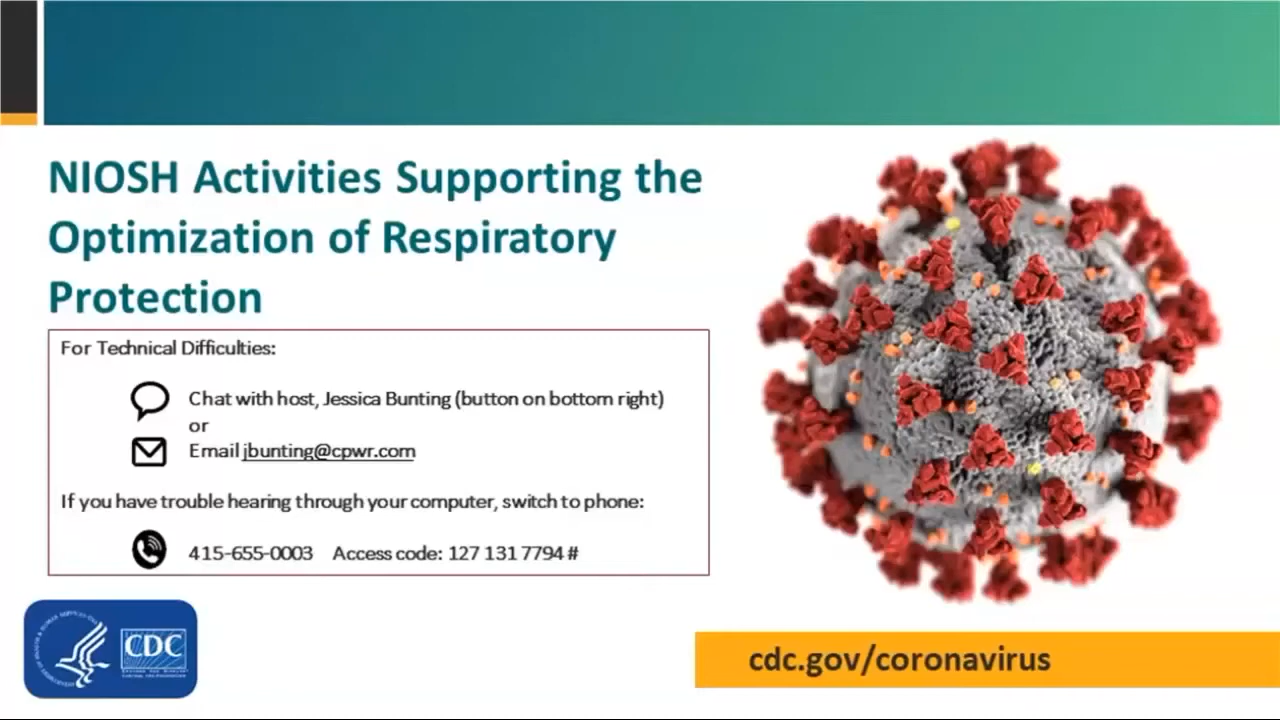 NIOSH Activities Supporting the
Optimization of Respiratory
Protection
For Technical Difficulties:
Chat with host, Jessica Bunting (button on bottom right)
or
Email jbunting@cpwr.com
If you have trouble hearing through your computer, switch to phone:
415-655-0003 Access code: 127 131 7794 #
CDC
cdc.gov/coronavirus